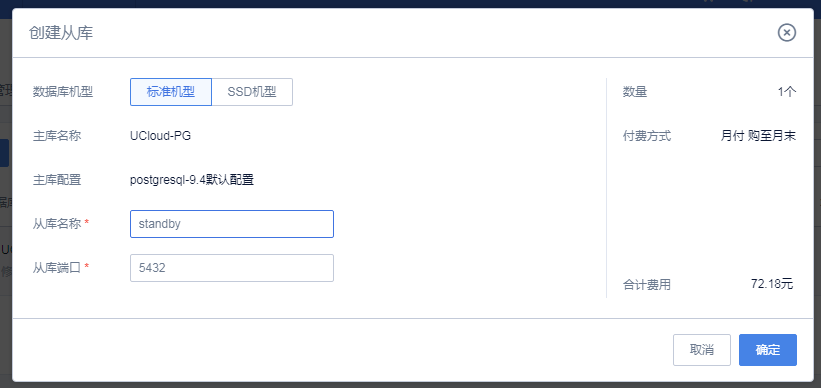 创建从库
数据库机型 标准机型 SSD机型
主库名称 UCloud-PG
主库配置 postgresql-9.4默认配置
从库名称 * standby
从库端口 * 5432
数量 1个
付费方式 月付 购至月末
合计费用 72.18元
取消 确定